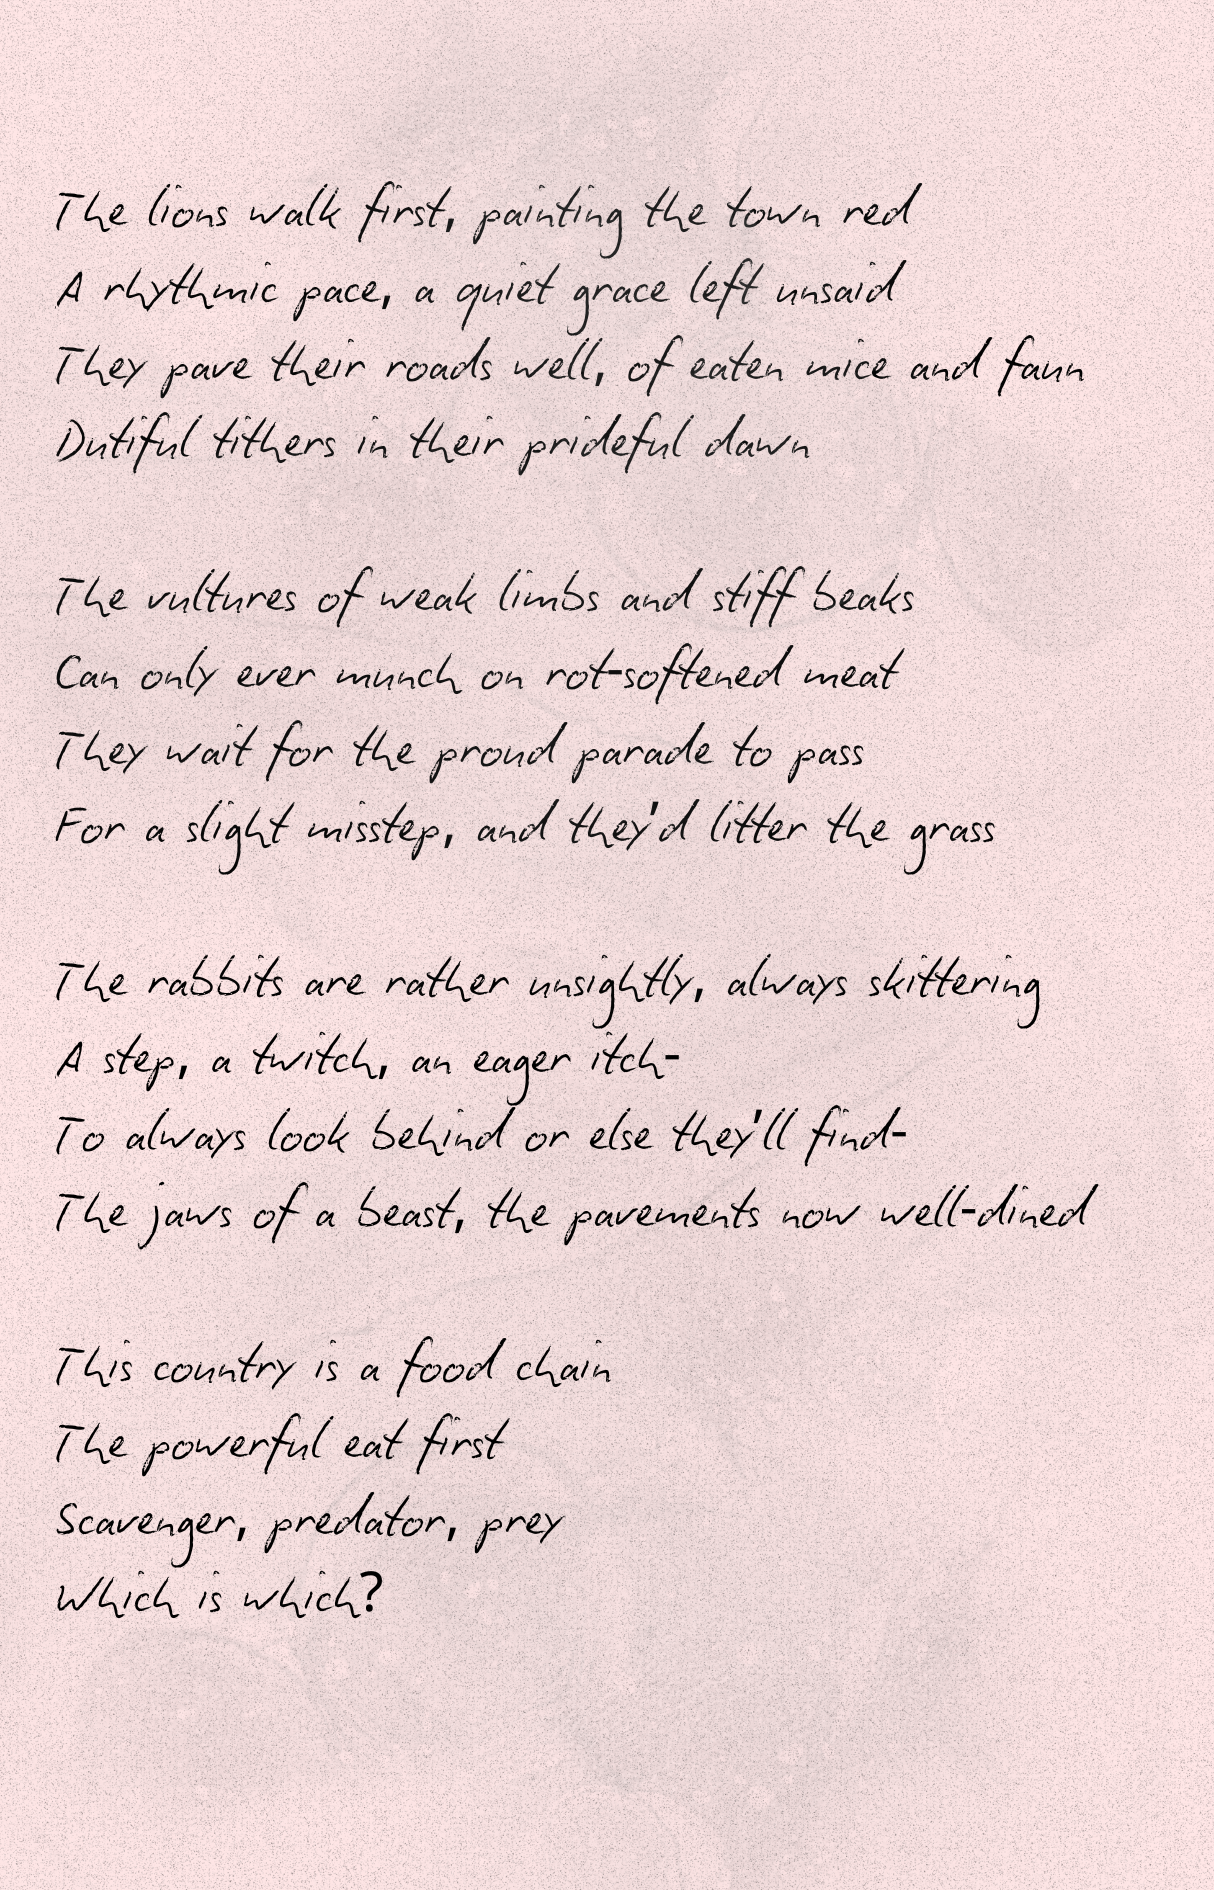 The lions walk first, painting the town red
A rhythmic pace, a quiet grace left unsaid
They pave their roads well, of eaten mice and faun
Dutiful tithers in their prideful dawn
The vultures of weak limbs and stiff beaks
Can only ever munch on rot-softened meat
They wait for the proud parade to pass
For a slight misstep, and they'd litter the grass
The rabbits are rather unsightly, always skittering
A step, a twitch, an eager itch-
To always look behind or else they'll find-
The jaws of a beast, the pavements now well-dined
This country is a food chain
The powerful eat first
Scavenger, predator, prey
Which is which?